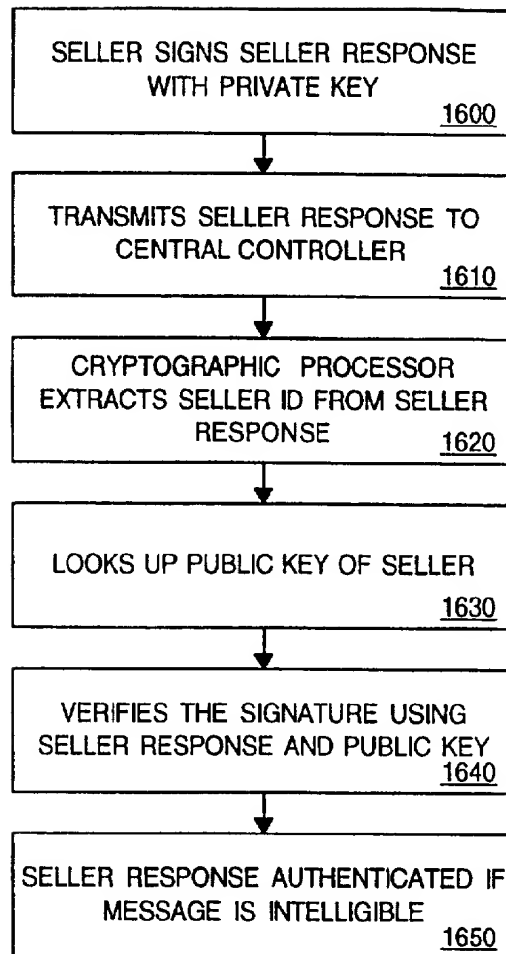 SELLER SIGNS SELLER RESPONSE
WITH PRIVATE KEY
1600
TRANSMITS SELLER RESPONSE TO
CENTRAL CONTROLLER
1610
CRYPTOGRAPHIC PROCESSOR
EXTRACTS SELLER ID FROM SELLER
RESPONSE
1620
LOOKS UP PUBLIC KEY OF SELLER
1630
VERIFIES THE SIGNATURE USING
SELLER RESPONSE AND PUBLIC KEY
1640
SELLER RESPONSE AUTHENTICATED IF
MESSAGE IS INTELLIGIBLE
1650